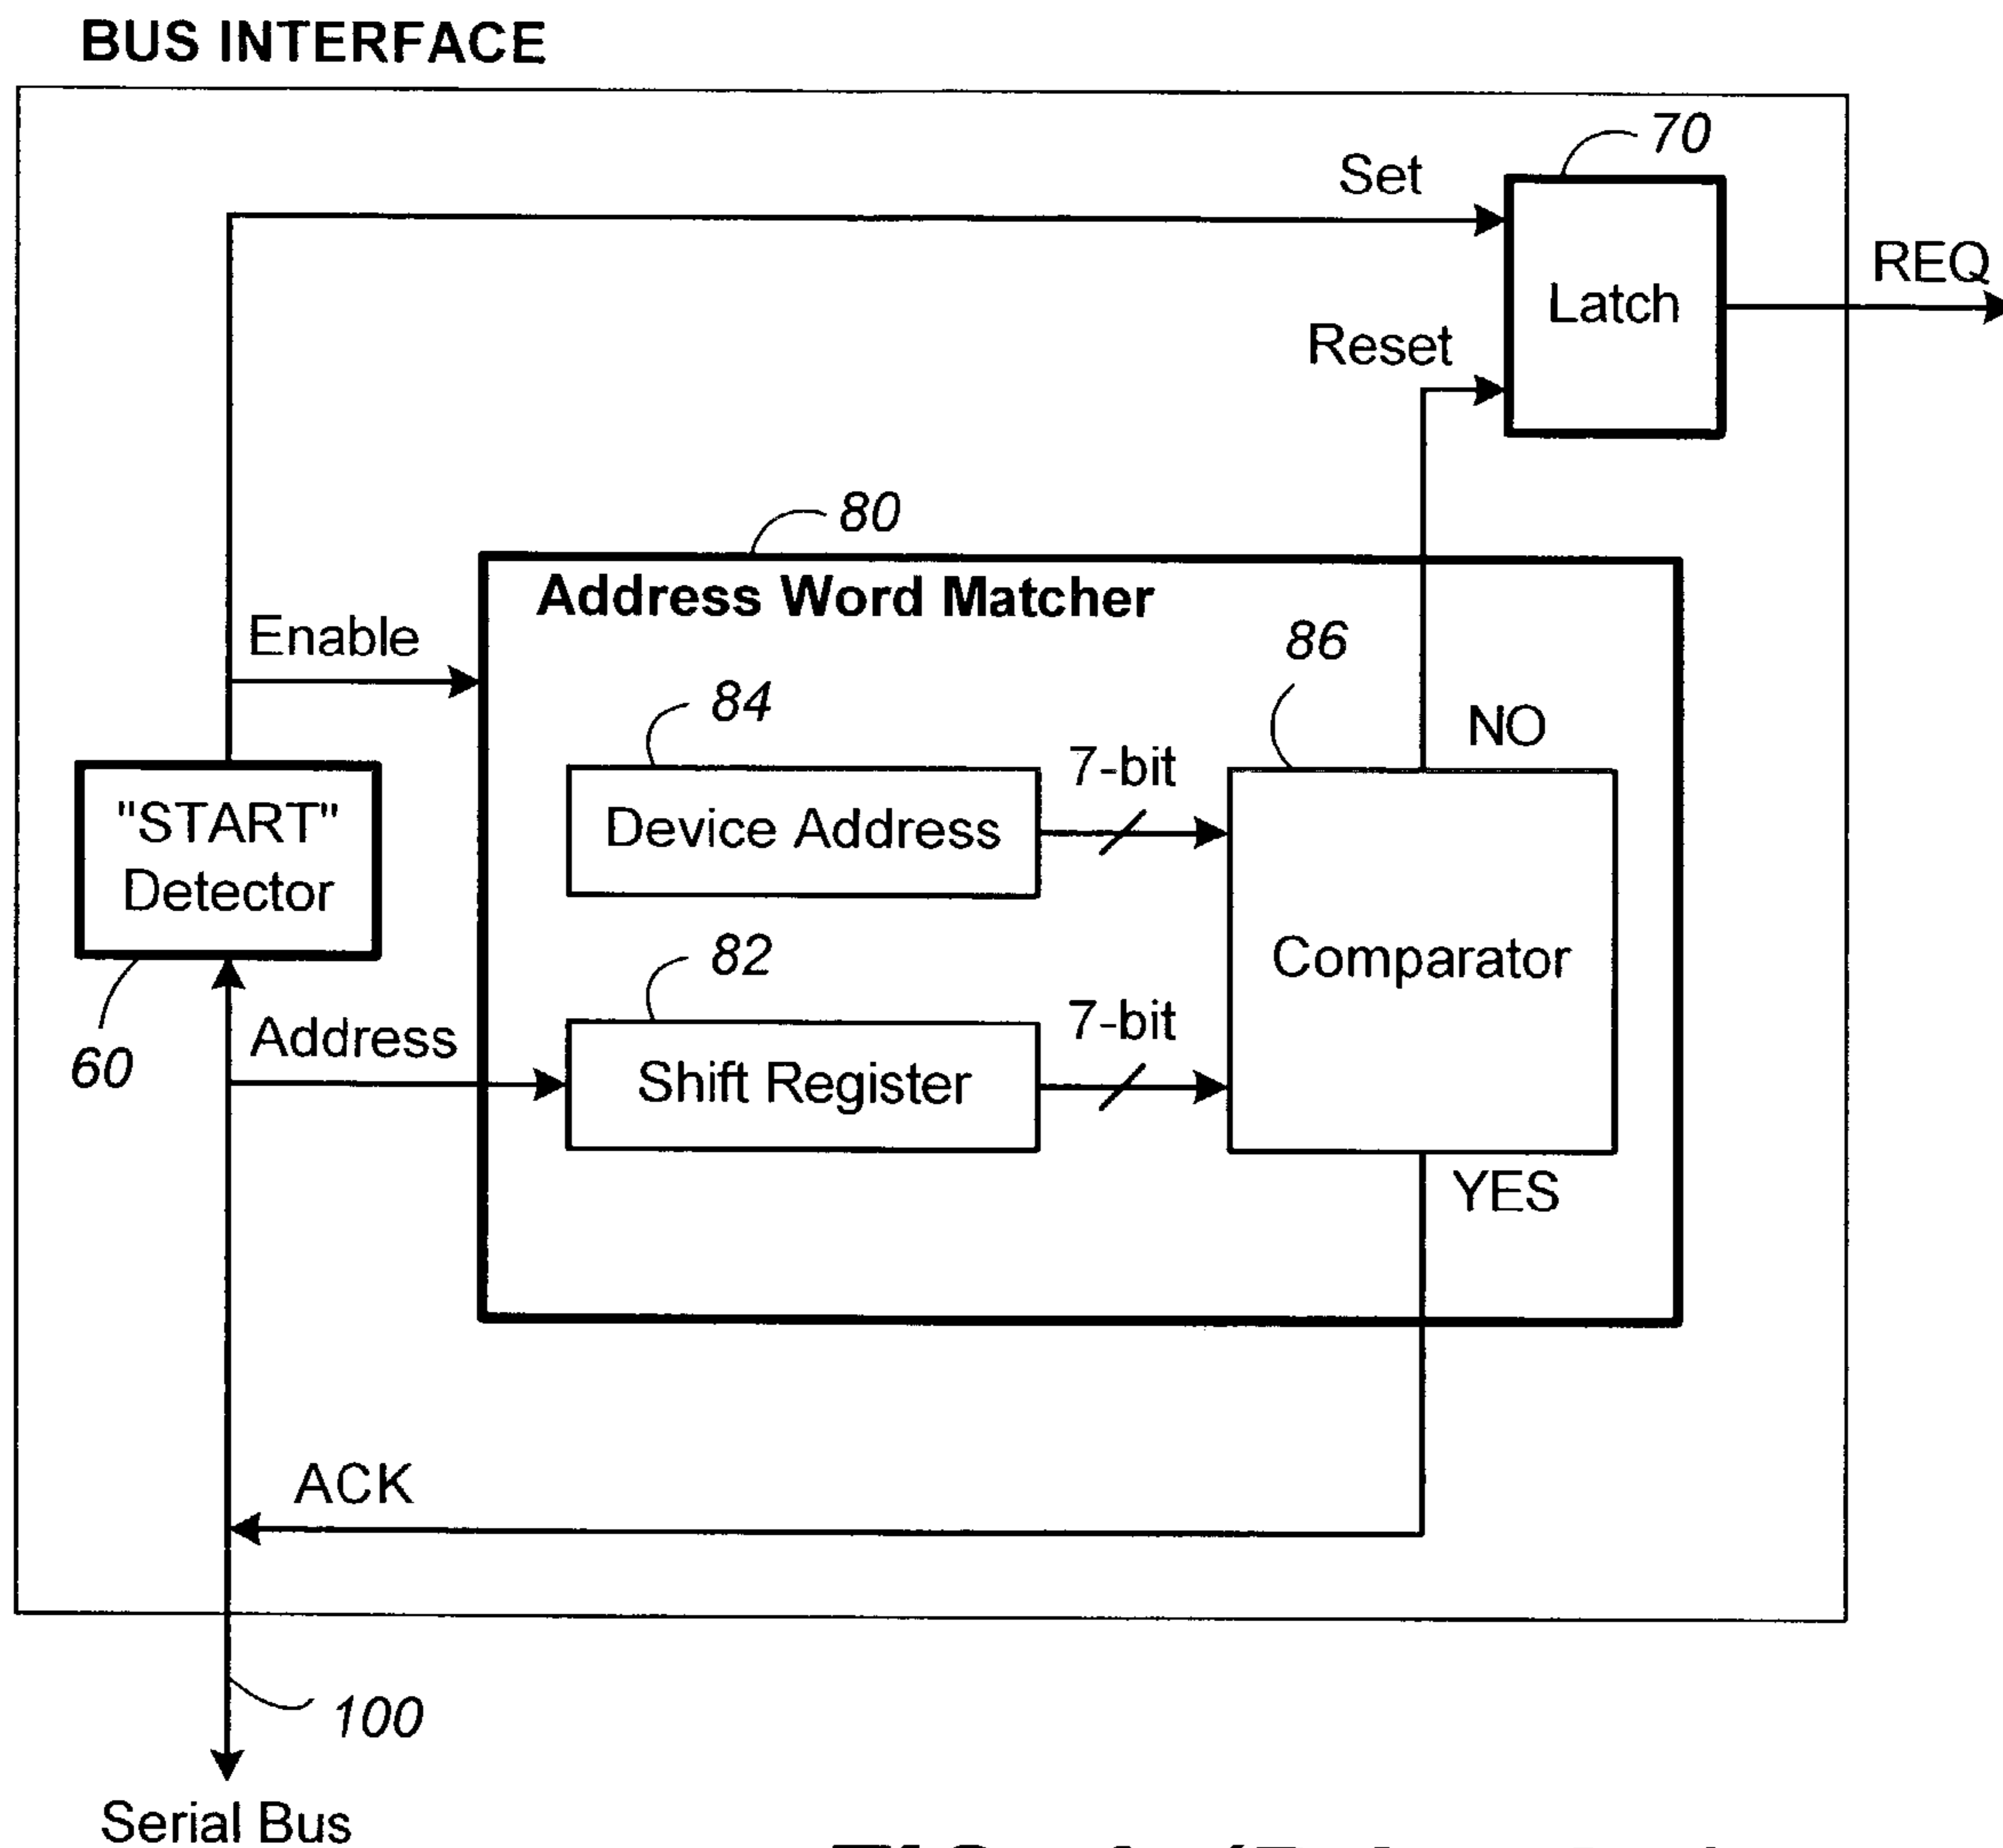 BUS INTERFACE
70
Set
REQ
Latch
Reset
80
Address Word Matcher
Enable
86
84
NO
7-bit
"START"
Detector
Device Address
82
Comparator
7-bit
Address
60
Shift Register
YES
ACK
100
Serial Bus